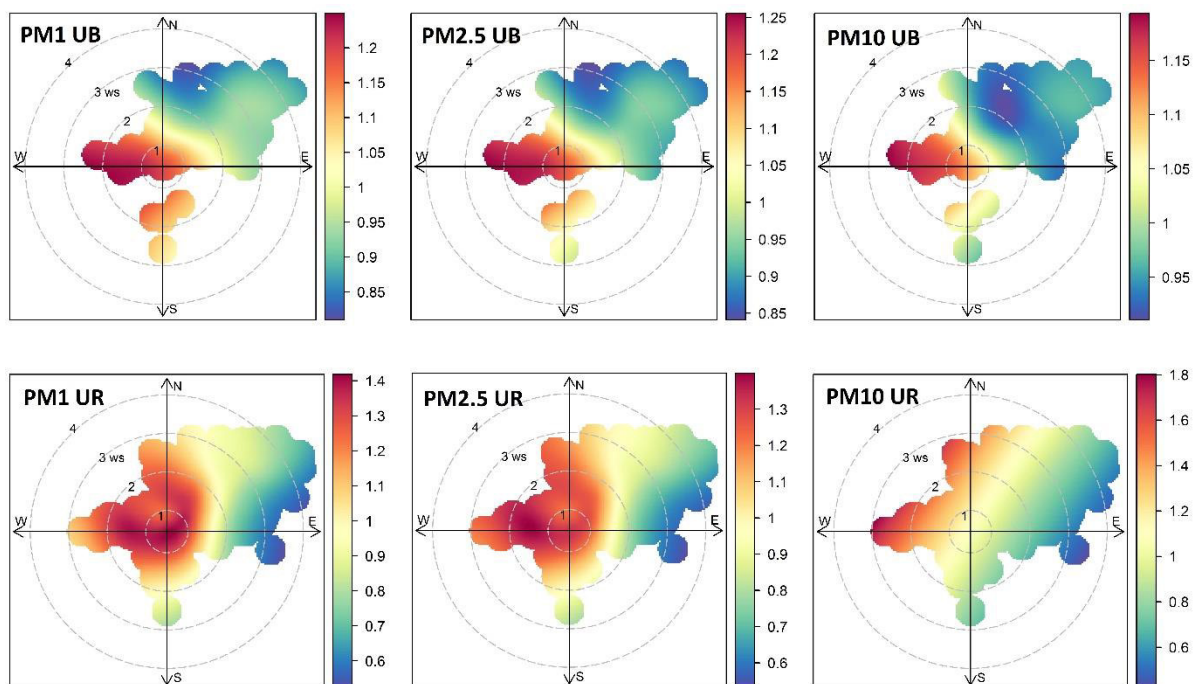 PM1 UB
N
4
3 ws
2
1
W
E
S
1.2
1.15
1.1
1.05
1
0.95
0.9
0.85
PM2.5 UB
N
4
3 ws
2
1
W
E
S
1.25
1.20
1.15
1.10
1.05
1.00
0.95
0.90
0.85
PM10 UB
N
4
3 ws
2
1
W
E
S
1.15
1.1
1.05
1
0.95
PM1 UR
N
4
3 ws
2
1
W
E
S
1.4
1.3
1.2
1.1
1
0.9
0.8
0.7
0.6
PM2.5 UR
N
4
3 ws
2
1
W
E
S
1.3
1.2
1.1
1.0
0.9
0.8
0.7
0.6
PM10 UR
N
4
3 ws
2
1
W
E
S
1.8
1.6
1.4
1.2
1
0.8
0.6